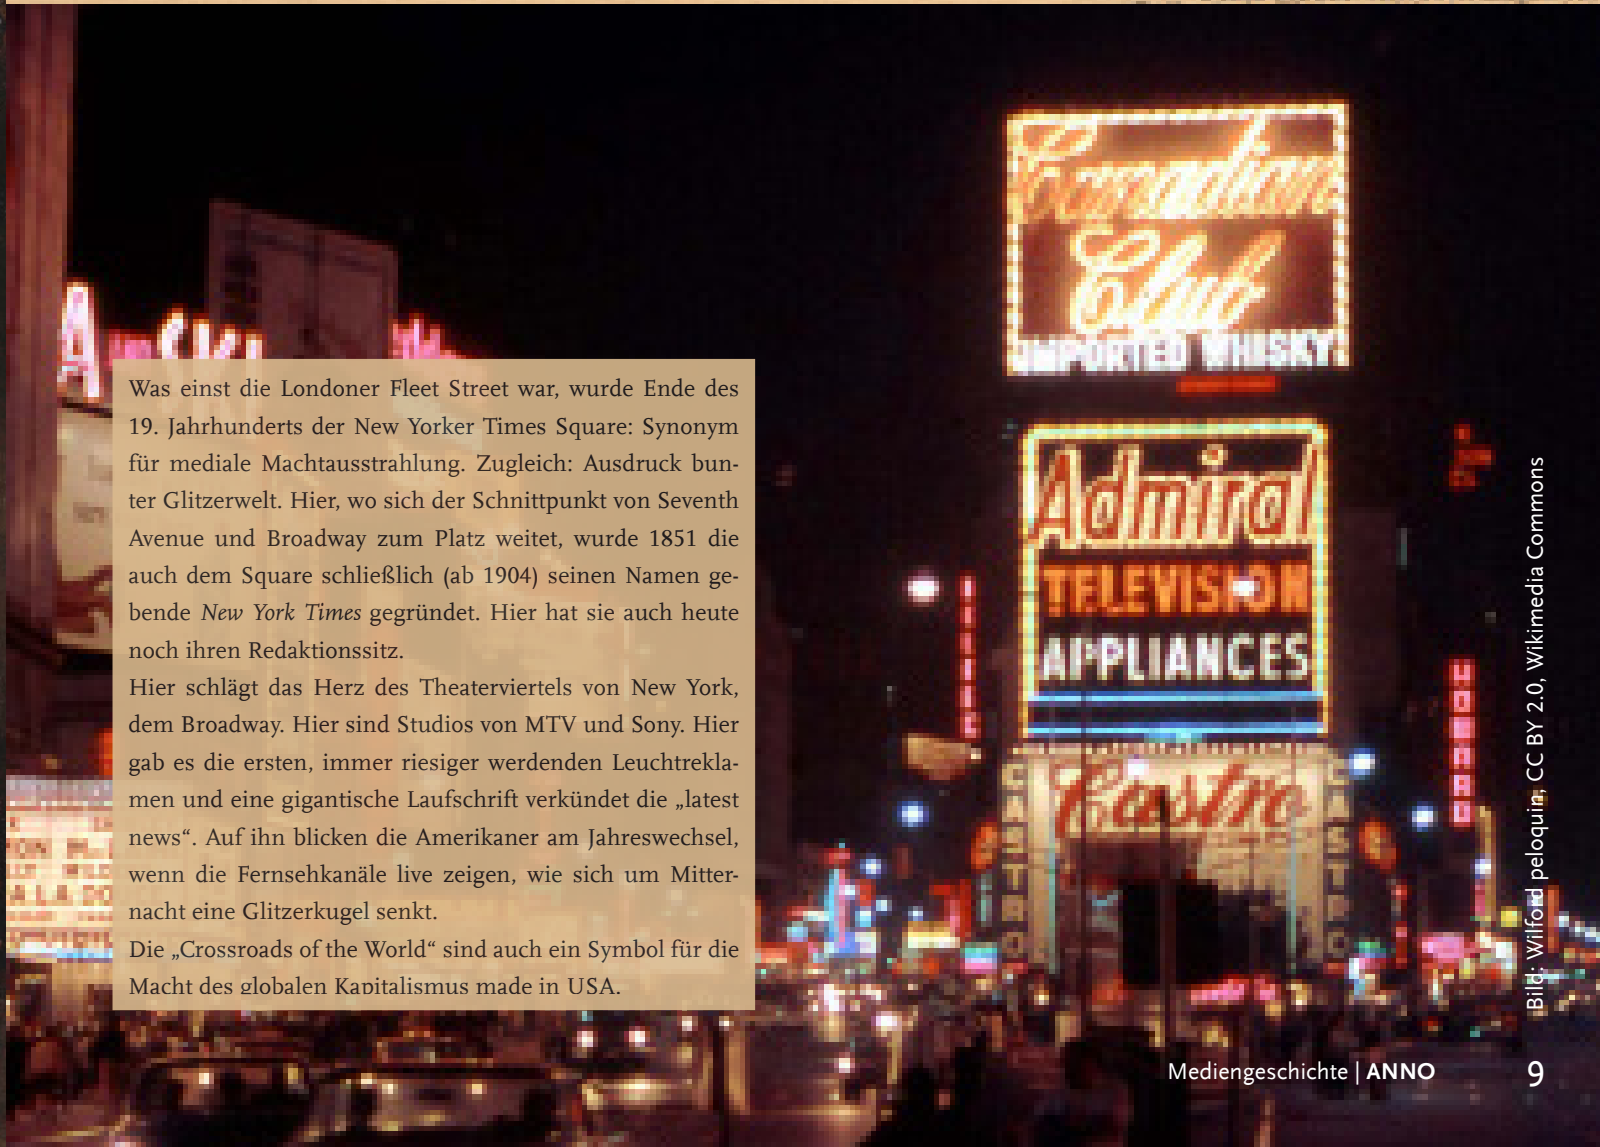 Canadian
Club
IMPORTED WHISKY
Admiral
TELEVISION
APPLIANCES
Castro
CASTRO
CASTRO
HOWARD
Was einst die Londoner Fleet Street war, wurde Ende des
19. Jahrhunderts der New Yorker Times Square: Synonym
für mediale Machtausstrahlung. Zugleich: Ausdruck bun-
ter Glitzerwelt. Hier, wo sich der Schnittpunkt von Seventh
Avenue und Broadway zum Platz weitet, wurde 1851 die
auch dem Square schließlich (ab 1904) seinen Namen ge-
bende New York Times gegründet. Hier hat sie auch heute
noch ihren Redaktionssitz.
Hier schlägt das Herz des Theaterviertels von New York,
dem Broadway. Hier sind Studios von MTV und Sony. Hier
gab es die ersten, immer riesiger werdenden Leuchtrekla-
men und eine gigantische Laufschrift verkündet die „latest
news“. Auf ihn blicken die Amerikaner am Jahreswechsel,
wenn die Fernsehkanäle live zeigen, wie sich um Mitter-
nacht eine Glitzerkugel senkt.
Die „Crossroads of the World“ sind auch ein Symbol für die
Macht des globalen Kapitalismus made in USA.
Bild: Wilford peloquin, CC BY 2.0, Wikimedia Commons
Mediengeschichte | ANNO 9